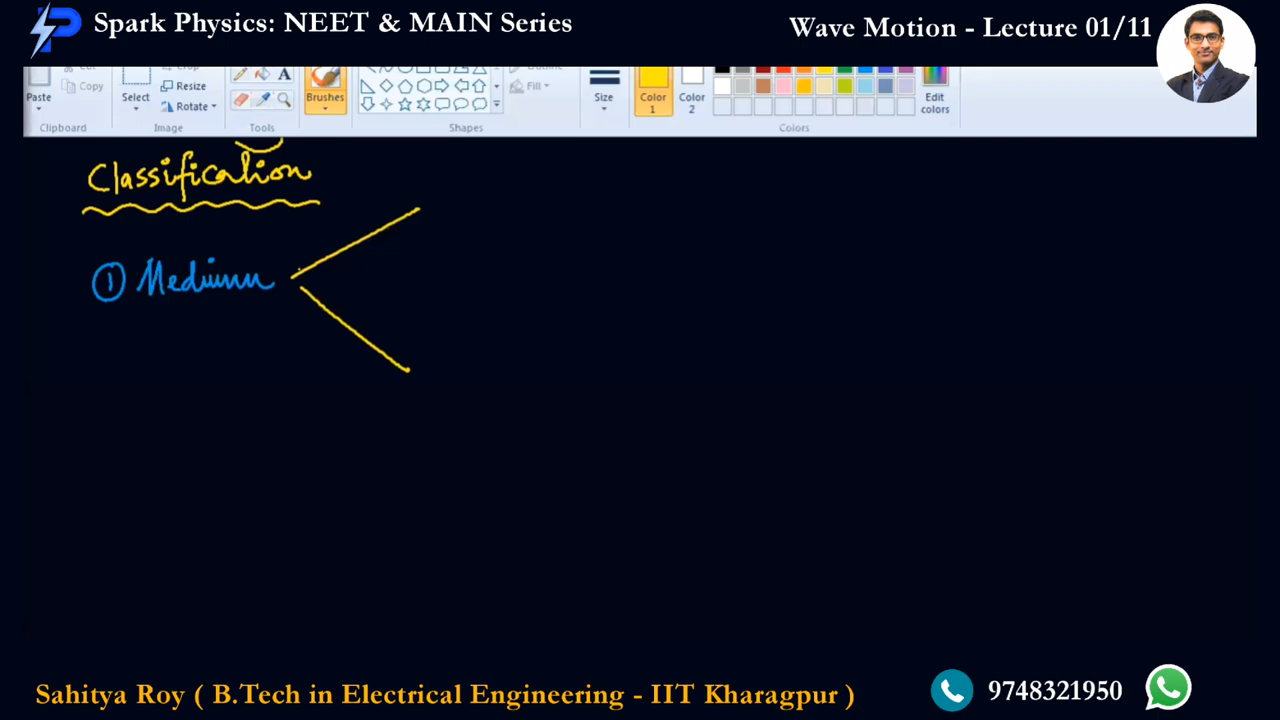 Spark Physics: NEET & MAIN Series
Wave Motion - Lecture 01/11
Paste
Copy
Select
Resize
Rotate
Brushes
Fill
Size
Color 1
Color 2
Edit colors
Clipboard
Image
Tools
Shapes
Colors
Classification
① Medium
Sahitya Roy ( B.Tech in Electrical Engineering - IIT Kharagpur )
9748321950